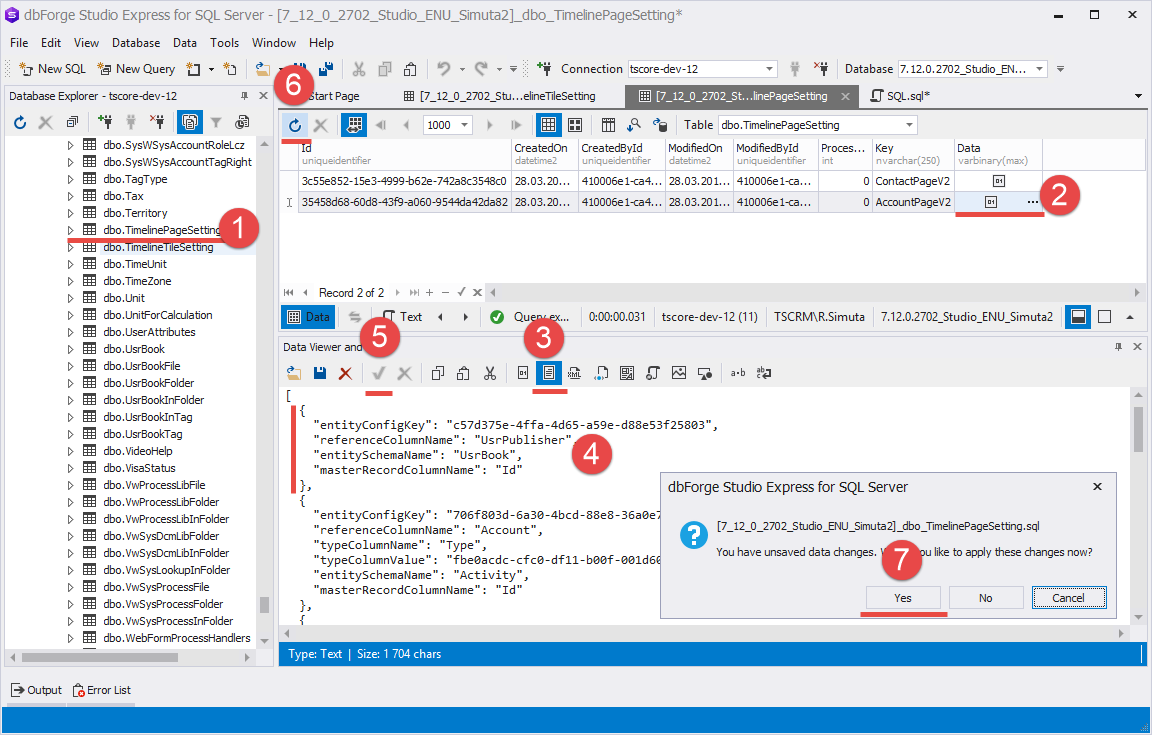 dbForge Studio Express for SQL Server - [7_12_0_2702_Studio_ENU_Simuta2]_dbo_TimelinePageSetting*
File Edit View Database Data Tools Window Help
New SQL New Query Connection tscore-dev-12 Database 7.12.0.2702_Studio_EN...
Database Explorer - tscore-dev-12
dbo.SysWSysAccountRoleLcz
dbo.SysWSysAccountTagRight
dbo.TagType
dbo.Tax
dbo.Territory
dbo.TimelinePageSetting
dbo.TimelineTileSetting
dbo.TimeUnit
dbo.TimeZone
dbo.Unit
dbo.UnitForCalculation
dbo.UserAttributes
dbo.UsrBook
dbo.UsrBookFile
dbo.UsrBookFolder
dbo.UsrBookInFolder
dbo.UsrBookInTag
dbo.UsrBookTag
dbo.VideoHelp
dbo.VisaStatus
dbo.VwProcessLibFile
dbo.VwProcessLibFolder
dbo.VwProcessLibInFolder
dbo.VwSysDcmLibFolder
dbo.VwSysDcmLibInFolder
dbo.VwSysLookupInFolder
dbo.VwSysProcessFile
dbo.VwSysProcessFolder
dbo.VwSysProcessInFolder
dbo.WebFormProcessHandlers
1
6
Start Page [7_12_0_2702_Stu...elineTileSetting [7_12_0_2702_St...linePageSetting SQL.sql*
1000 Table dbo.TimelinePageSetting
Id CreatedOn CreatedById ModifiedOn ModifiedById Proces... Key Data
uniqueidentifier datetime2 uniqueidentifier datetime2 uniqueidentifier int nvarchar(250) varbinary(max)
3c55e852-15e3-4999-b62e-742a8c3548c0 28.03.20... 410006e1-ca4... 28.03.201... 410006e1-ca4... 0 ContactPageV2
35458d68-60d8-43f9-a060-9544da42da82 28.03.20... 410006e1-ca4... 28.03.201... 410006e1-ca4... 0 AccountPageV2 ...
2
Record 2 of 2
Data Text Query ex... 0:00:00.031 tscore-dev-12 (11) TSCRM\R.Simuta 7.12.0.2702_Studio_ENU_Simuta2
5
3
Data Viewer and
[
{
"entityConfigKey": "c57d375e-4ffa-4d65-a59e-d88e53f25803",
"referenceColumnName": "UsrPublisher",
"entitySchemaName": "UsrBook",
"masterRecordColumnName": "Id"
},
4
{
"entityConfigKey": "706f803d-6a30-4bcd-88e8-36a0e7
"referenceColumnName": "Account",
"typeColumnName": "Type",
"typeColumnValue": "fbe0acdc-cfc0-df11-b00f-001d60
"entitySchemaName": "Activity",
"masterRecordColumnName": "Id"
},
{
dbForge Studio Express for SQL Server
[7_12_0_2702_Studio_ENU_Simuta2]_dbo_TimelinePageSetting.sql
You have unsaved data changes. W ou like to apply these changes now?
7
Yes No Cancel
Type: Text | Size: 1 704 chars
Output Error List